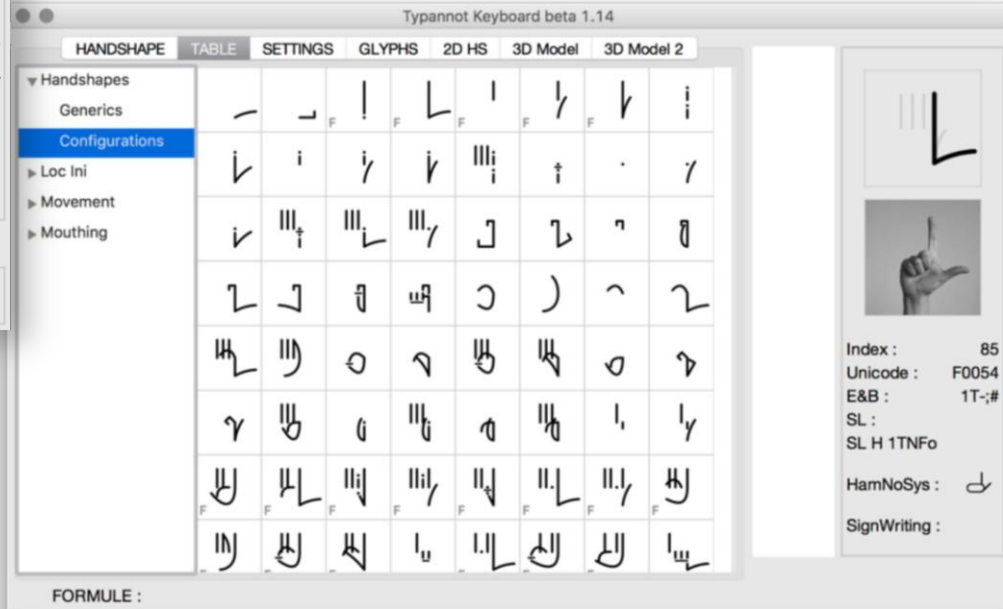 Typannot Keyboard beta 1.14
HANDSHAPE TABLE SETTINGS GLYPHS 2D HS 3D Model 3D Model 2
Handshapes
Generics
Configurations
Loc Ini
Movement
Mouthing
F F F F F
F F F F F F F F
Index : 85
Unicode : F0054
E&B : 1T-;#
SL :
SL H 1TNFo
HamNoSys :
SignWriting :
FORMULE :